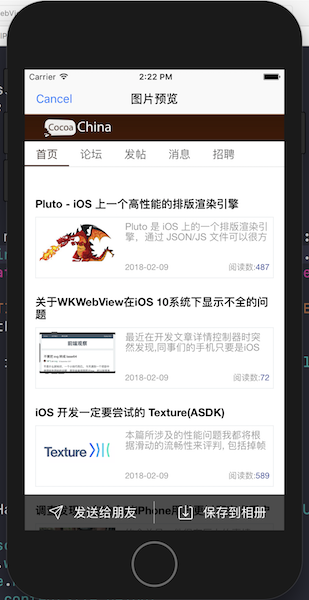 Carrier 2:22 PM
Cancel 图片预览
Cocoa China
首页 论坛 发帖 消息 招聘
Pluto - iOS 上一个高性能的排版渲染引擎
Pluto 是 iOS 上的一个排版渲染引
擎，通过 JSON/JS 文件可以很方
2018-02-09 阅读数:487
关于WKWebView在iOS 10系统下显示不全的问
题
前端观察
最近在开发文章详情控制器时突
然发现,同事们的手机只要是iOS
2018-02-09 阅读数:72
iOS 开发一定要尝试的 Texture(ASDK)
Texture
本篇所涉及的性能问题我都将根
据滑动的流畅性来评判, 包括掉帧
2018-02-09 阅读数:589
发送给朋友 保存到相册